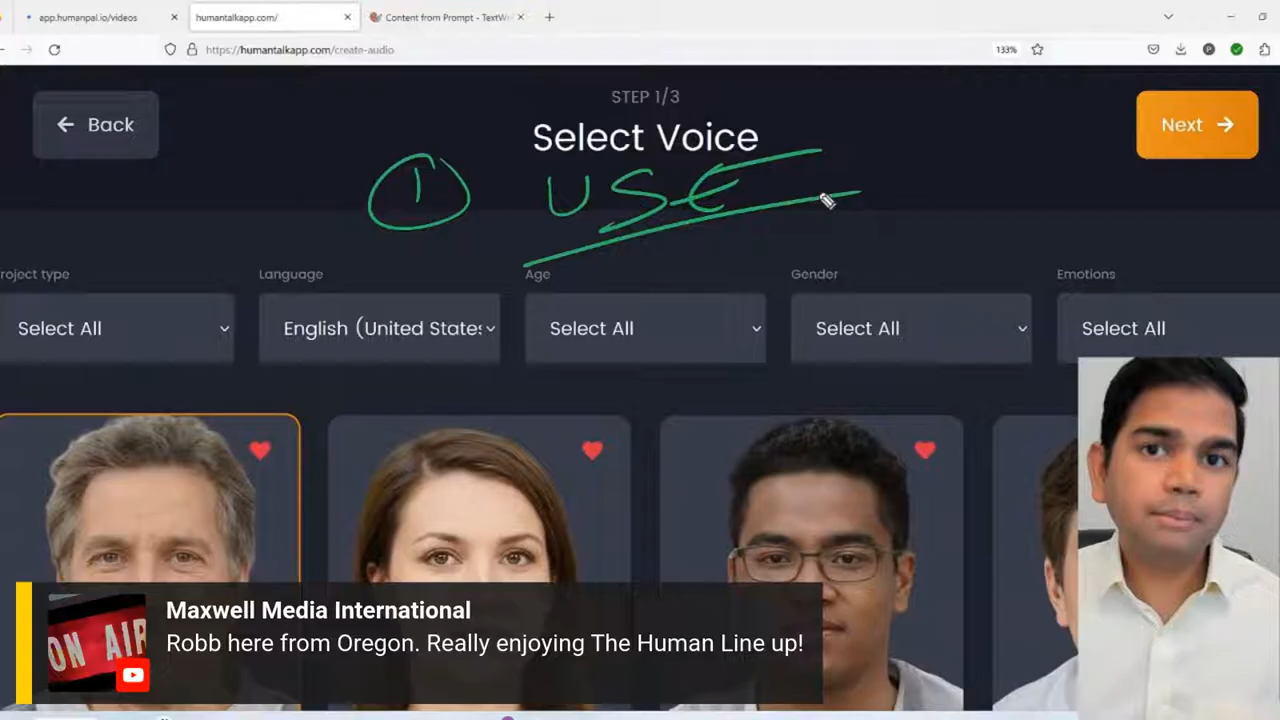 app.humanpal.io/videos
humantalkapp.com/
Content from Prompt - TextWr
https://humantalkapp.com/create-audio
133%
STEP 1/3
Back
Select Voice
Next
1 USE
roject type
Language
Age
Gender
Emotions
Select All
English (United States
Select All
Select All
Select All
ON AIR
Maxwell Media International
Robb here from Oregon. Really enjoying The Human Line up!